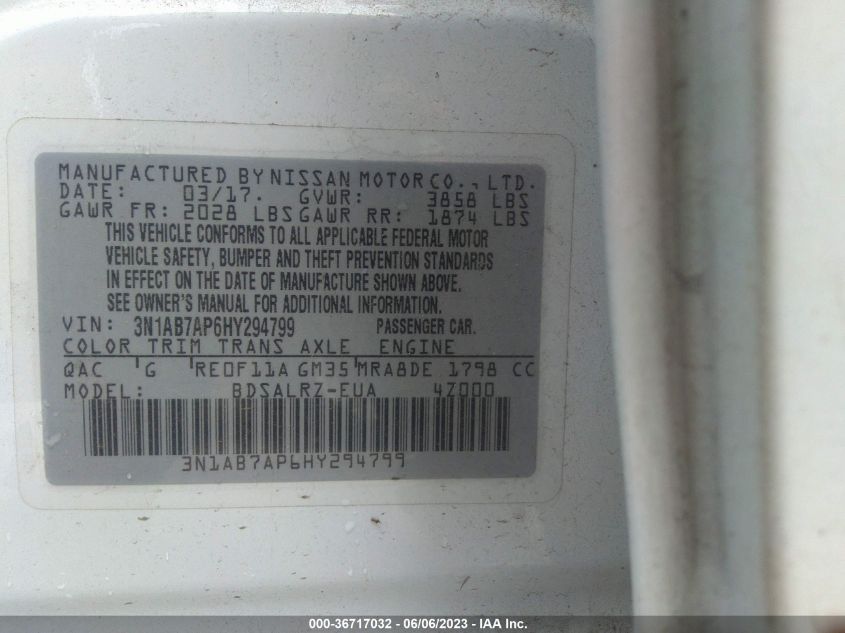 MANUFACTURED BY NISSAN MOTOR CO., LTD.
DATE: 03/17. GVWR: 3858 LBS
GAWR FR: 2028 LBS GAWR RR: 1874 LBS
THIS VEHICLE CONFORMS TO ALL APPLICABLE FEDERAL MOTOR
VEHICLE SAFETY, BUMPER AND THEFT PREVENTION STANDARDS
IN EFFECT ON THE DATE OF MANUFACTURE SHOWN ABOVE.
SEE OWNER'S MANUAL FOR ADDITIONAL INFORMATION.
VIN: 3N1AB7AP6HY294799 PASSENGER CAR.
COLOR TRIM TRANS AXLE ENGINE
QAC 'G 'RE0F11A GM35'MRA8DE 1798 CC
MODEL: BDSALRZ-EUA 4Z000
3N1AB7AP6HY294799
000-36717032 - 06/06/2023 - © IAA Inc.